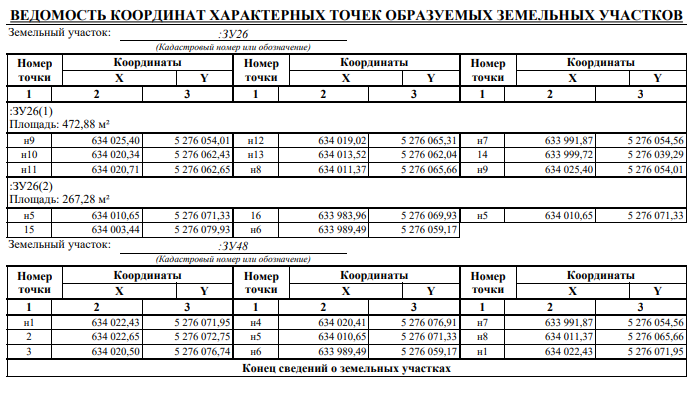 ВЕДОМОСТЬ КООРДИНАТ ХАРАКТЕРНЫХ ТОЧЕК ОБРАЗУЕМЫХ ЗЕМЕЛЬНЫХ УЧАСТКОВ
Земельный участок: :ЗУ26
(Кадастровый номер или обозначение)
Номер точки Координаты Номер точки Координаты Номер точки Координаты
X Y X Y X Y
1 2 3 1 2 3 1 2 3
:ЗУ26(1)
Площадь: 472,88 м²
н9 634 025,40 5 276 054,01 н12 634 019,02 5 276 065,31 н7 633 991,87 5 276 054,56
н10 634 020,34 5 276 062,43 н13 634 013,52 5 276 062,04 14 633 999,72 5 276 039,29
н11 634 020,71 5 276 062,65 н8 634 011,37 5 276 065,66 н9 634 025,40 5 276 054,01
:ЗУ26(2)
Площадь: 267,28 м²
н5 634 010,65 5 276 071,33 16 633 983,96 5 276 069,93 н5 634 010,65 5 276 071,33
15 634 003,44 5 276 079,93 н6 633 989,49 5 276 059,17
Земельный участок: :ЗУ48
(Кадастровый номер или обозначение)
Номер точки Координаты Номер точки Координаты Номер точки Координаты
X Y X Y X Y
1 2 3 1 2 3 1 2 3
н1 634 022,43 5 276 071,95 н4 634 020,41 5 276 076,91 н7 633 991,87 5 276 054,56
2 634 022,65 5 276 072,75 н5 634 010,65 5 276 071,33 н8 634 011,37 5 276 065,66
3 634 020,50 5 276 076,74 н6 633 989,49 5 276 059,17 н1 634 022,43 5 276 071,95
Конец сведений о земельных участках